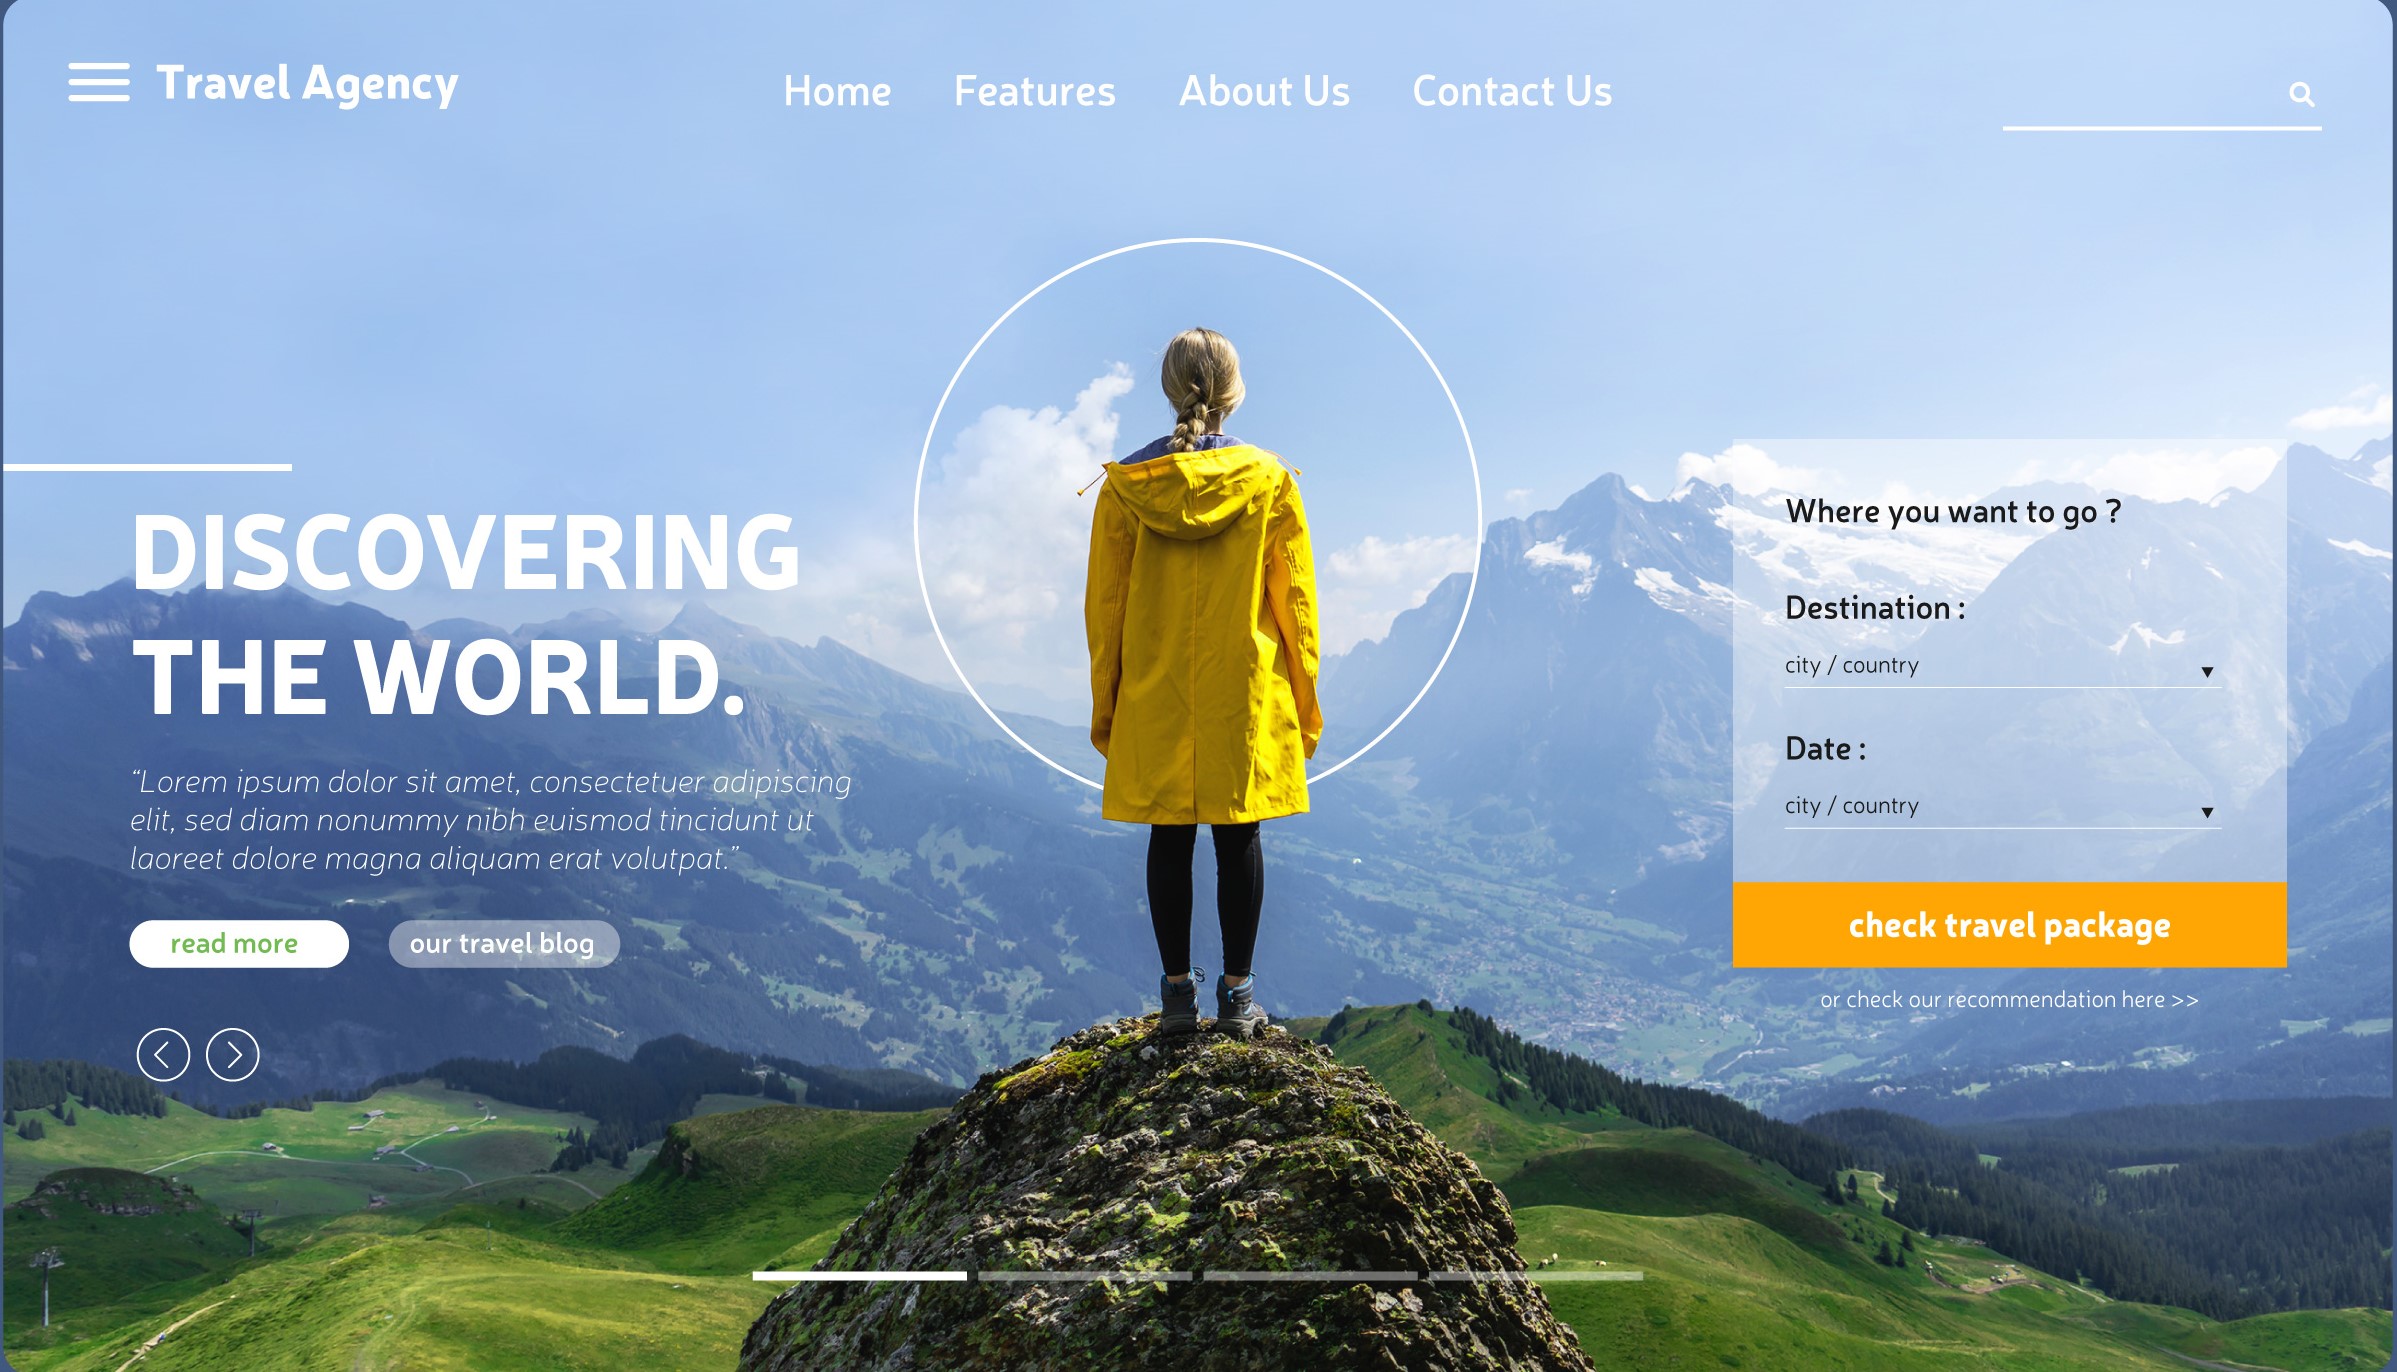 Travel Agency
Home
Features
About Us
Contact Us
DISCOVERING
THE WORLD.
“Lorem ipsum dolor sit amet, consectetuer adipiscing
elit, sed diam nonummy nibh euismod tincidunt ut
laoreet dolore magna aliquam erat volutpat.”
read more
our travel blog
Where you want to go ?
Destination :
city / country
Date :
city / country
check travel package
or check our recommendation here >>